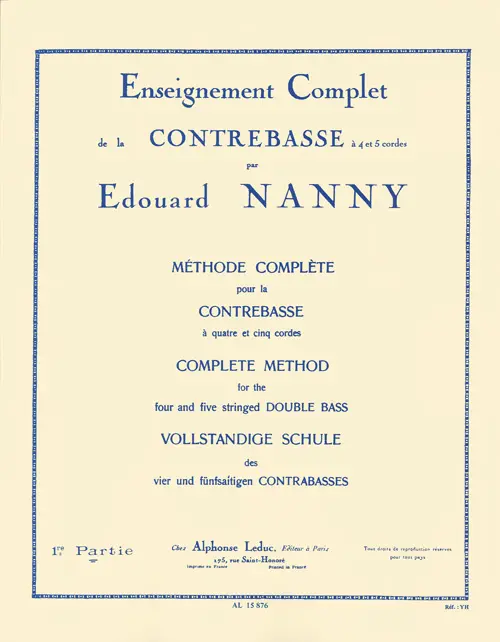 Enseignement Complet
de la CONTREBASSE à 4 et 5 cordes
par
Edouard NANNY
MÉTHODE COMPLÈTE
pour la
CONTREBASSE
à quatre et cinq cordes
COMPLETE METHOD
for the
four and five stringed DOUBLE BASS
VOLLSTANDIGE SCHULE
des
vier und fünfsaítigen CONTRABASSES
1re Partie
Chez Alphonse Leduc, Editeur à Paris
175, rue Saint-Honoré
Imprimé en France Printed in France
Tous droits de reproduction réservés
pour tous pays
AL 15 876
Réf. : YH